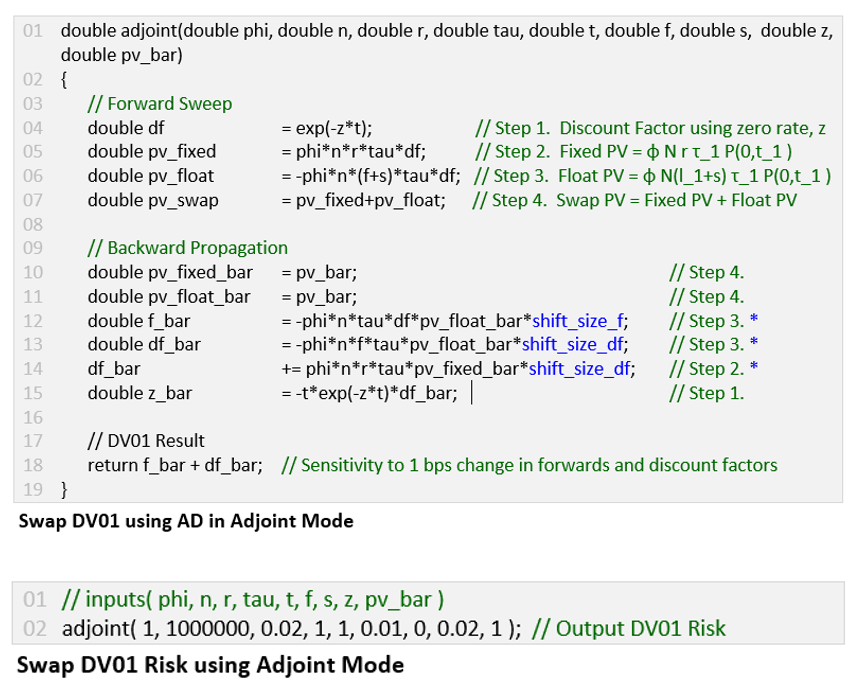 01 double adjoint(double phi, double n, double r, double tau, double t, double f, double s,  double z,
double pv_bar)
02 {
03 // Forward Sweep
04 double df = exp(-z*t); // Step 1.  Discount Factor using zero rate, z
05 double pv_fixed = phi*n*r*tau*df; // Step 2.  Fixed PV = ϕ N r τ_1 P(0,t_1 )
06 double pv_float = -phi*n*(f+s)*tau*df; // Step 3.  Float PV = ϕ N(l_1+s) τ_1 P(0,t_1 )
07 double pv_swap = pv_fixed+pv_float; // Step 4.  Swap PV = Fixed PV + Float PV
08
09 // Backward Propagation
10 double pv_fixed_bar = pv_bar; // Step 4.
11 double pv_float_bar = pv_bar; // Step 4.
12 double f_bar = -phi*n*tau*df*pv_float_bar*shift_size_f; // Step 3. *
13 double df_bar = -phi*n*f*tau*pv_float_bar*shift_size_df; // Step 3. *
14 df_bar += phi*n*r*tau*pv_fixed_bar*shift_size_df; // Step 2. *
15 double z_bar = -t*exp(-z*t)*df_bar; // Step 1.
16
17 // DV01 Result
18 return f_bar + df_bar; // Sensitivity to 1 bps change in forwards and discount factors
19 }
Swap DV01 using AD in Adjoint Mode
01 // inputs( phi, n, r, tau, t, f, s, z, pv_bar )
02 adjoint( 1, 1000000, 0.02, 1, 1, 0.01, 0, 0.02, 1 ); // Output DV01 Risk
Swap DV01 Risk using Adjoint Mode